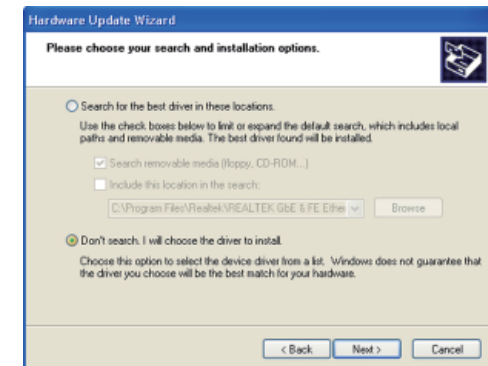 Hardware Update Wizard
Please choose your search and installation options.
Search for the best driver in these locations.
Use the check boxes below to limit or expand the default search, which includes local
paths and removable media. The best driver found will be installed.
Search removable media (floppy, CD-ROM...)
Include this location in the search:
C:\Program Files\Realtek\REALTEK GbE & FE Ether
Browse
Don't search. I will choose the driver to install.
Choose this option to select the device driver from a list. Windows does not guarantee that
the driver you choose will be the best match for your hardware.
< Back Next > Cancel